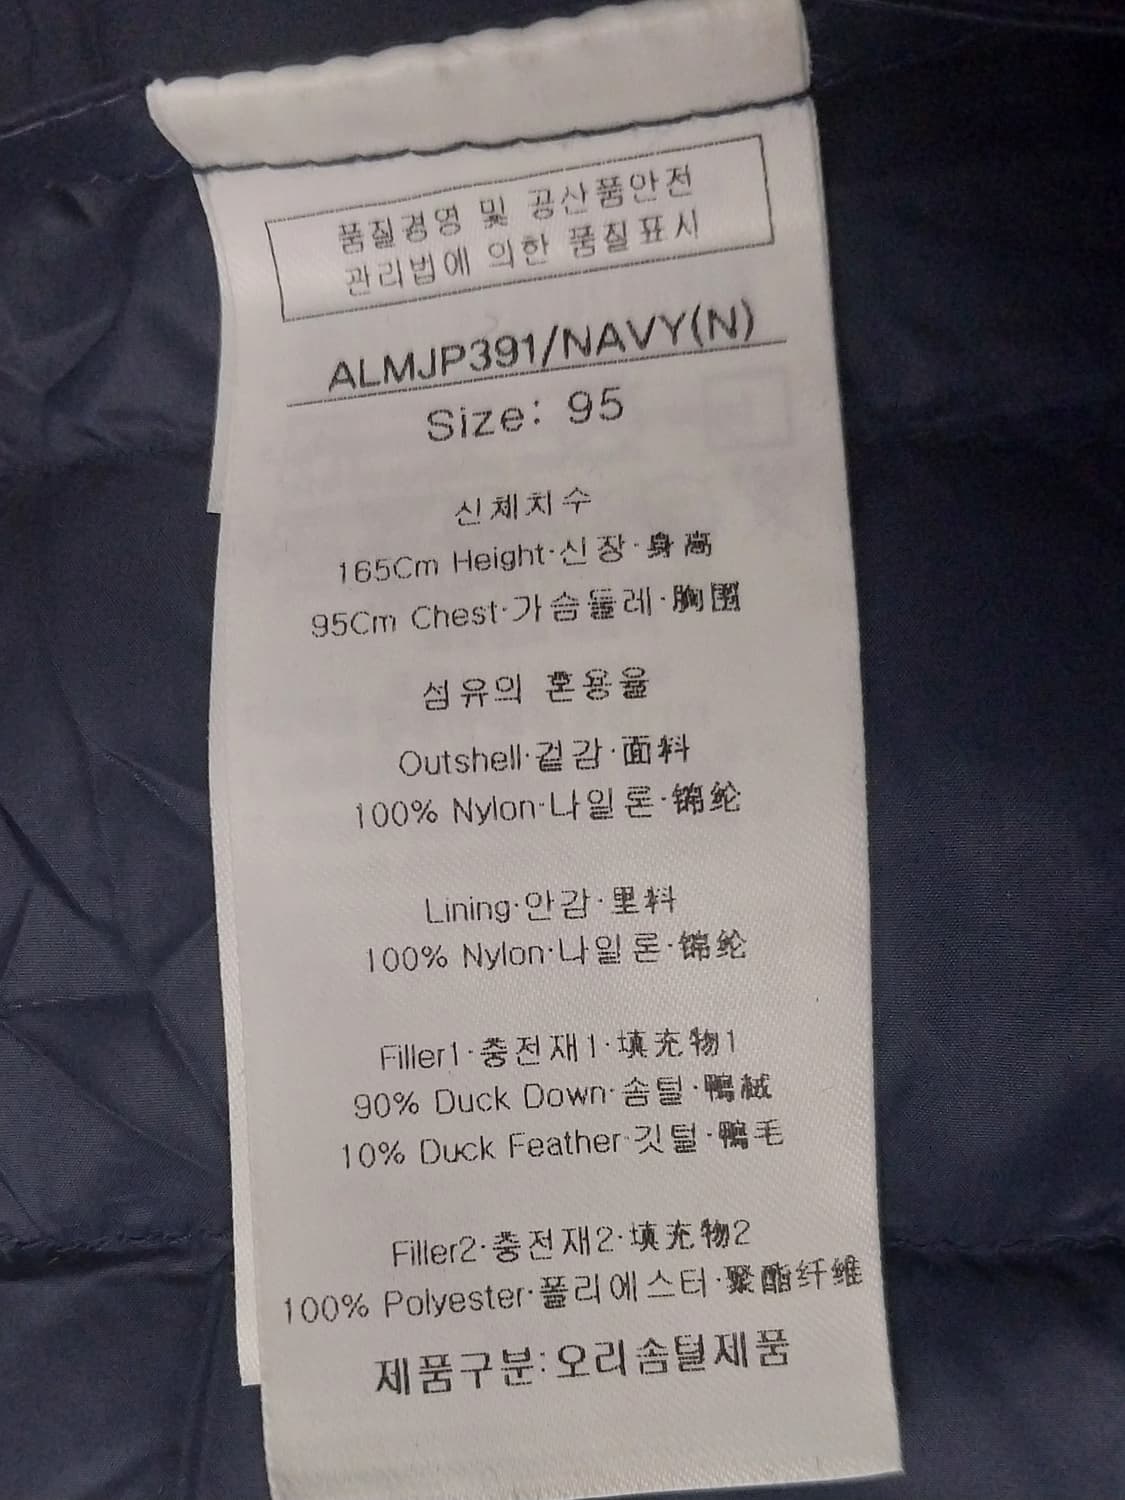 품질경영 및 공산품안전
관리법에 의한 품질표시
ALMJP391/NAVY(N)
Size: 95
신체치수
165Cm Height·신장·身高
95Cm Chest·가슴둘레·胸围
섬유의 혼용율
Outshell·겉감·面料
100% Nylon·나일론·锦纶
Lining·안감·里料
100% Nylon·나일론·锦纶
Filler1·충전재1·填充物1
90% Duck Down·솜털·鸭绒
10% Duck Feather·깃털·鸭毛
Filler2·충전재2·填充物2
100% Polyester·폴리에스터·聚酯纤维
제품구분:오리솜털제품